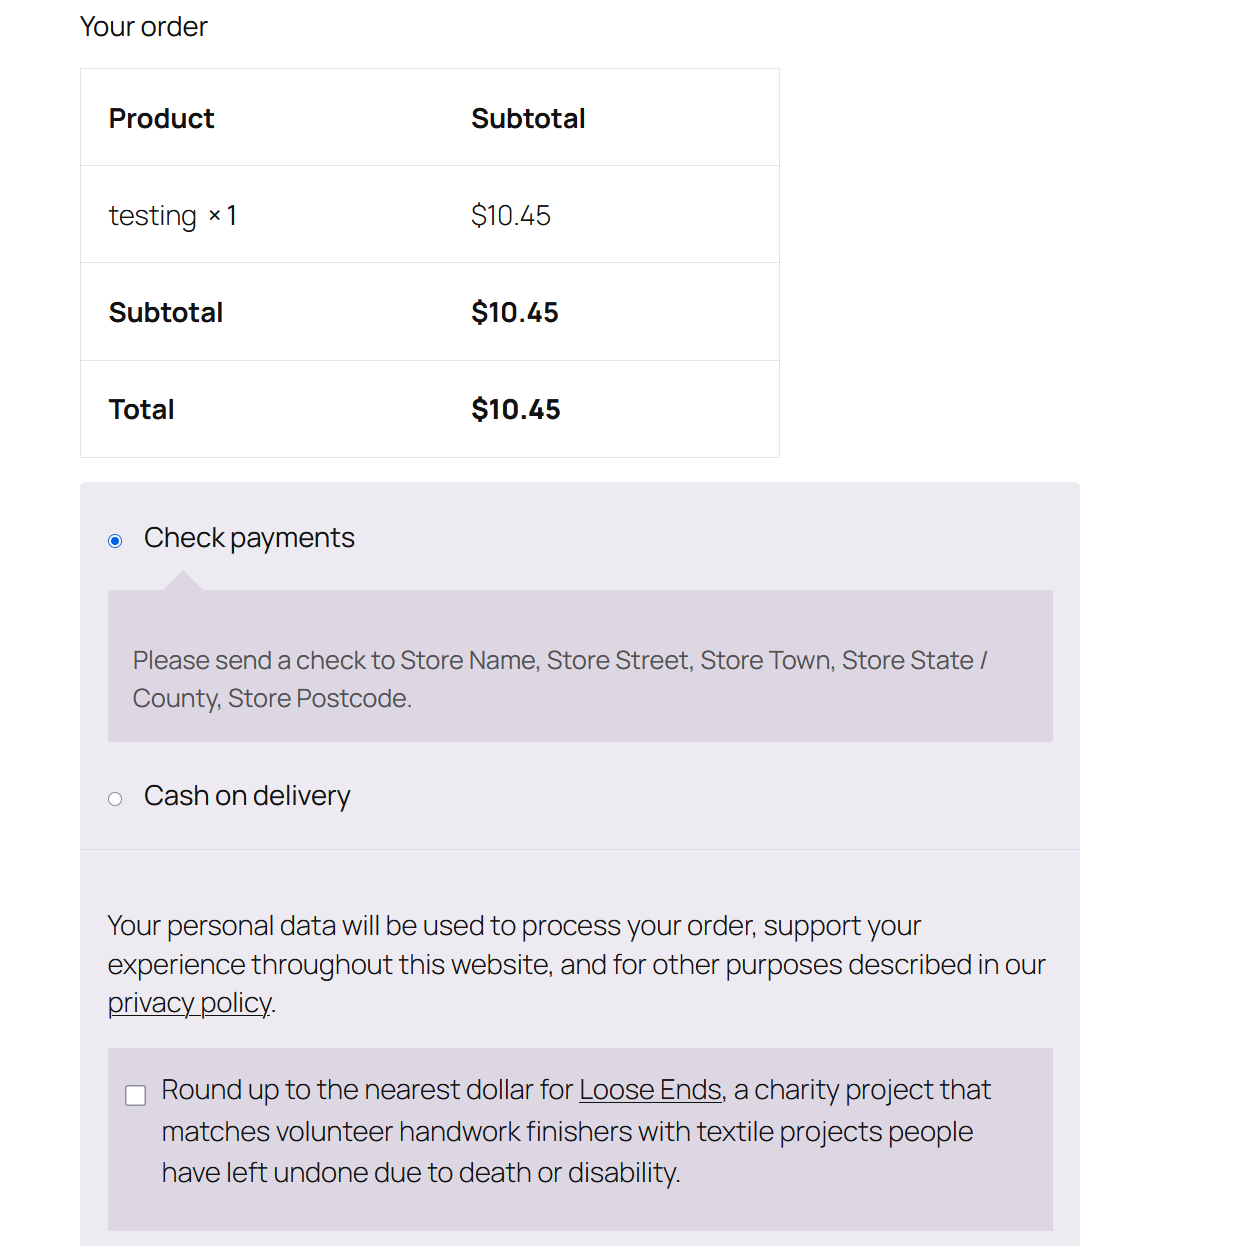 Your order
Product Subtotal
testing × 1 $10.45
Subtotal $10.45
Total $10.45
Check payments
Please send a check to Store Name, Store Street, Store Town, Store State /
County, Store Postcode.
Cash on delivery
Your personal data will be used to process your order, support your
experience throughout this website, and for other purposes described in our
privacy policy.
Round up to the nearest dollar for Loose Ends, a charity project that
matches volunteer handwork finishers with textile projects people
have left undone due to death or disability.